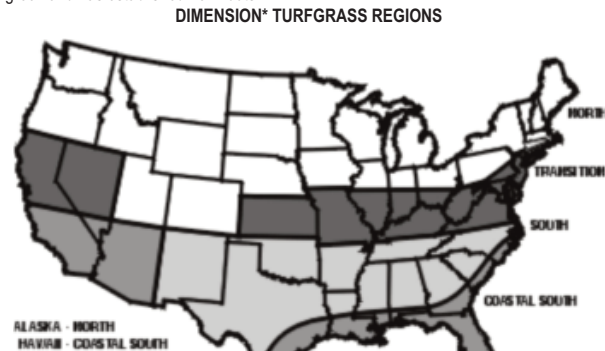 DIMENSION* TURFGRASS REGIONS
NORTH
TRANSITION
SOUTH
COASTAL SOUTH
ALASKA - NORTH
HAWAII - COASTAL SOUTH